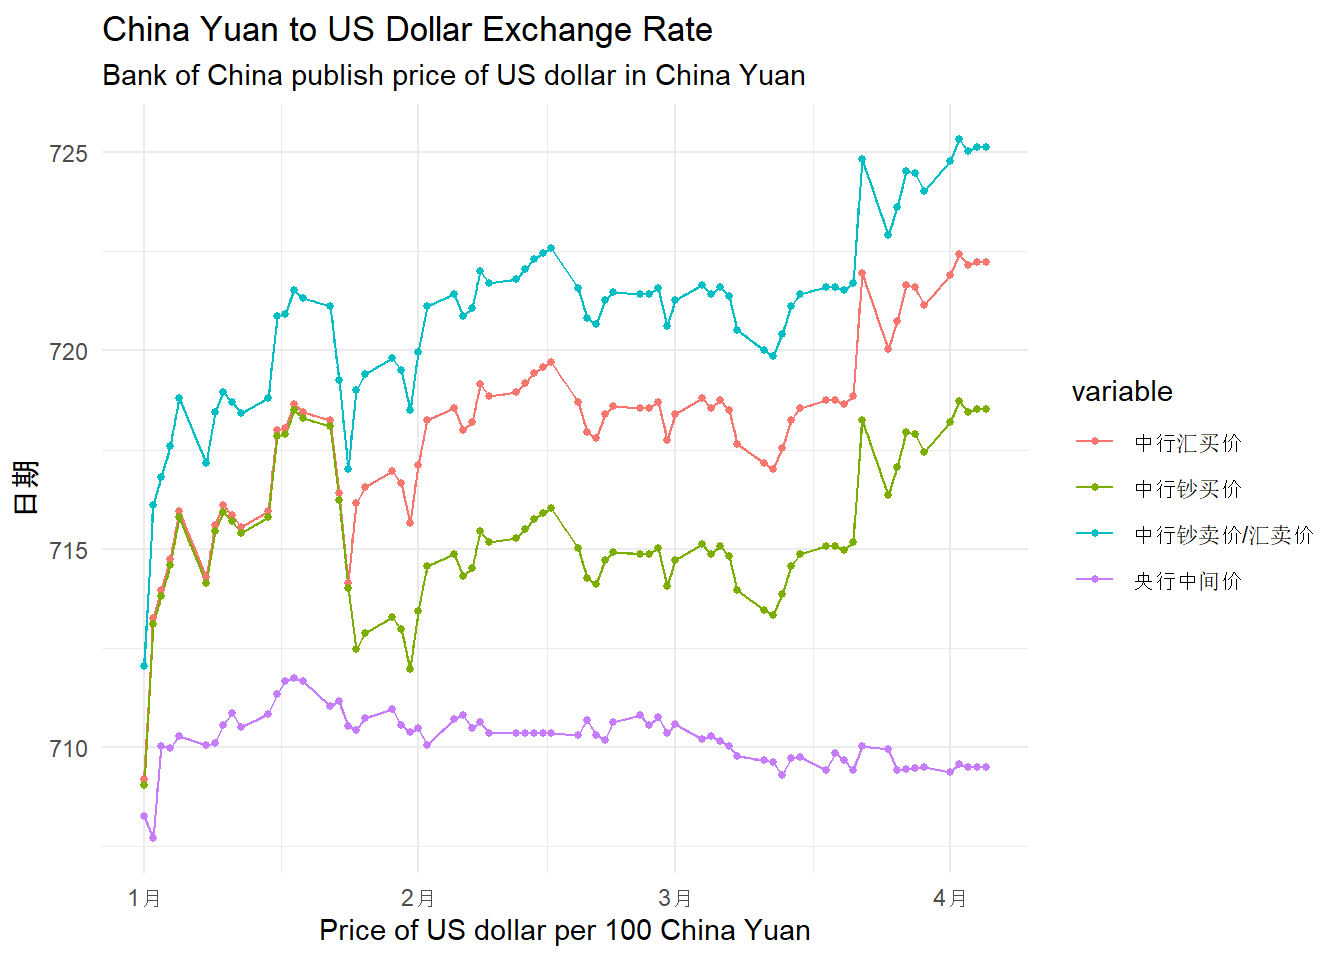 China Yuan to US Dollar Exchange Rate
Bank of China publish price of US dollar in China Yuan
725
720
715
710
日期
1月 2月 3月 4月
Price of US dollar per 100 China Yuan
variable
中行汇买价
中行钞买价
中行钞卖价/汇卖价
央行中间价